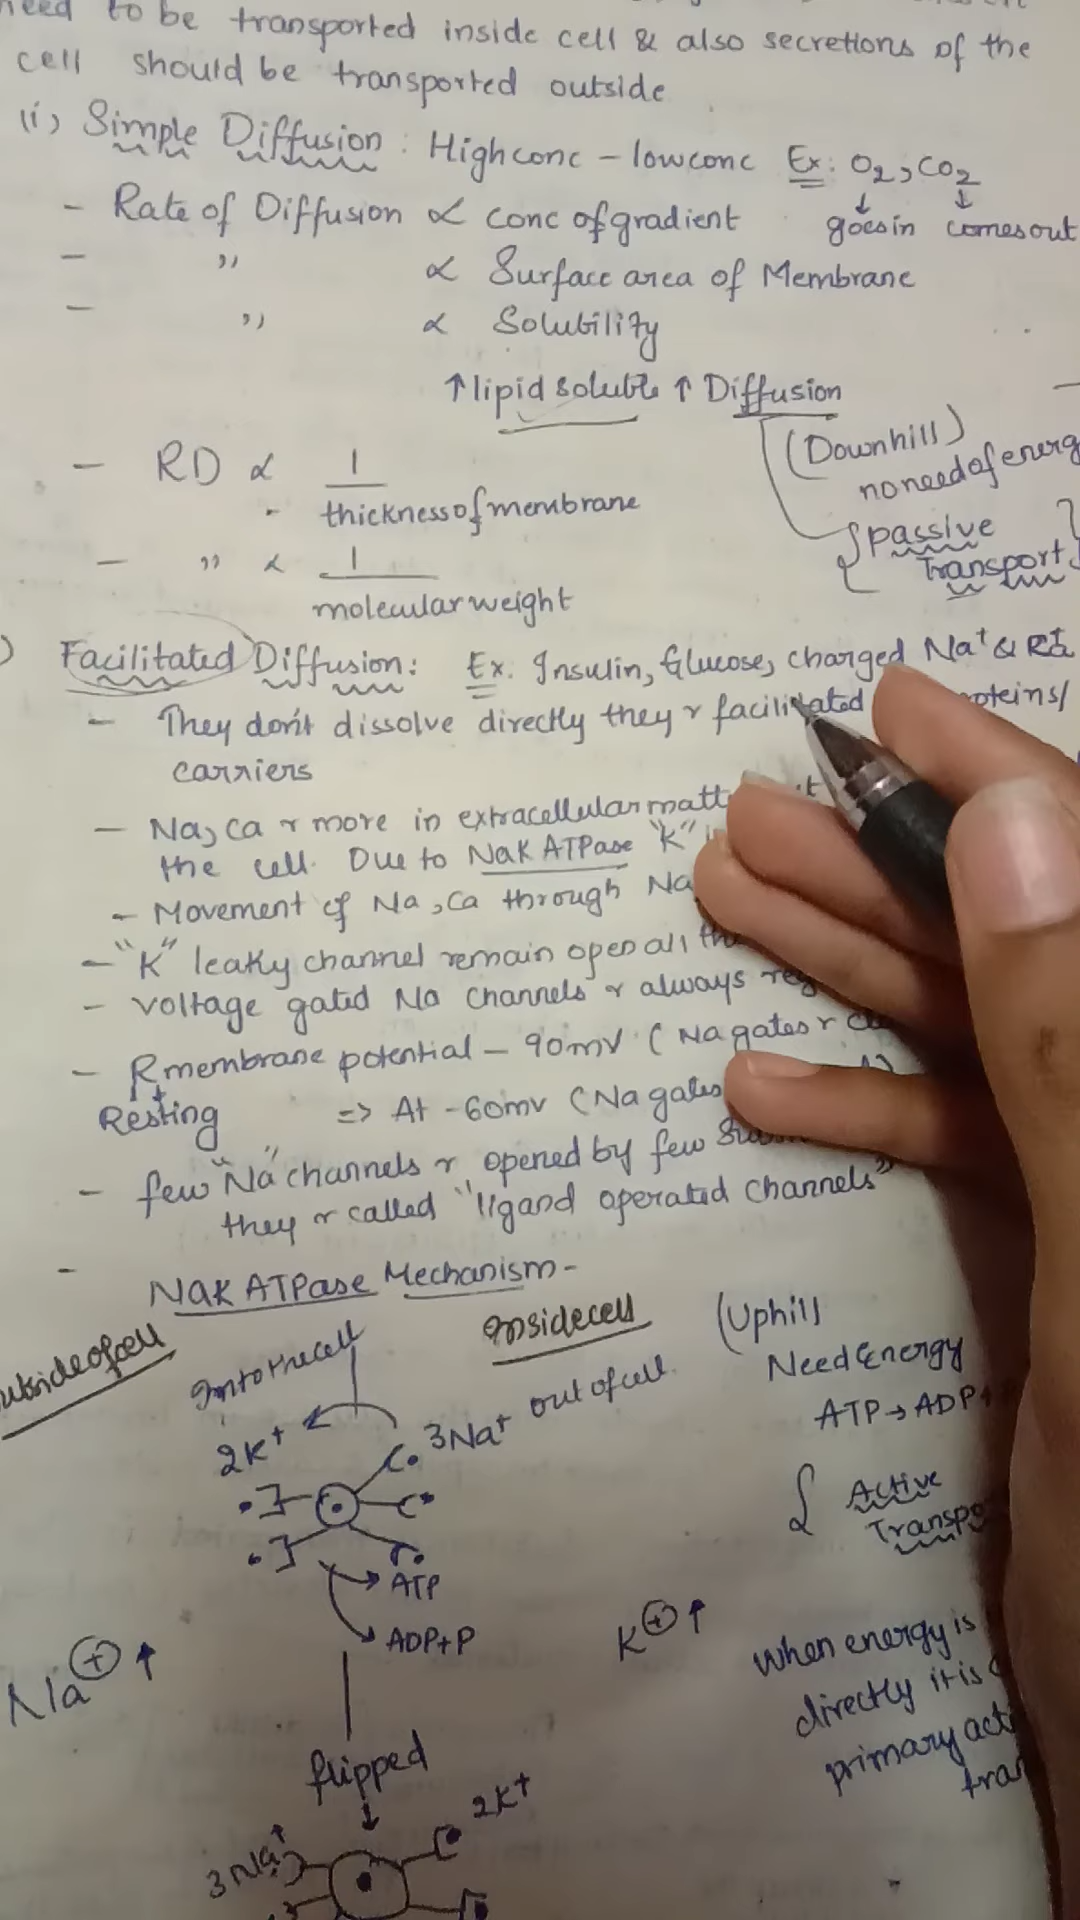 need to be transported inside cell & also secretions of the
cell should be transported outside
(i) Simple Diffusion : High conc - low conc Ex: O2, CO2
goes in comes out
- Rate of Diffusion ∝ conc of gradient
- " ∝ Surface area of Membrane
- " ∝ Solubility
↑ lipid soluble ↑ Diffusion
(Downhill)
no need of energ
passive
Transport
- RD ∝ 1
thickness of membrane
- " ∝ 1
molecular weight
Facilitated Diffusion: Ex. Insulin, Glucose, charged Na+ &
- They don't dissolve directly they r facilitated
carriers
- Na, Ca r more in extracellular
the cell. Due to NaK ATPase "K"
- Movement of Na, Ca through Na
- "K" leaky channel remain open all
- voltage gated Na channels r always
- R membrane potential - 90mV (Na gates r
Resting => At -60mv (Na gates
- few "Na" channels r opened by few
they r called "ligand operated channels"
- NaK ATPase Mechanism -
outside of cell
Inside cell
(Uphill
Need Energy
ATP → ADP+
Into the cell
out of cell
2K+
3Na+
Active
Transpo
ATP
ADP+P
Na+ ↑
K+ ↑
When energy is
directly it is
primary acti
tran
flipped
3Na+
2K+